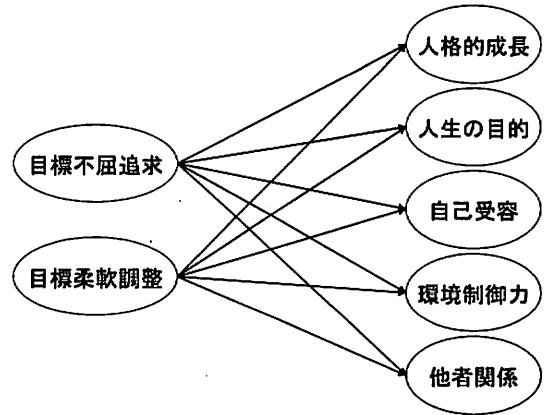 人格的成長
人生の目的
目標不屈追求
自己受容
目標柔軟調整
環境制御力
他者関係